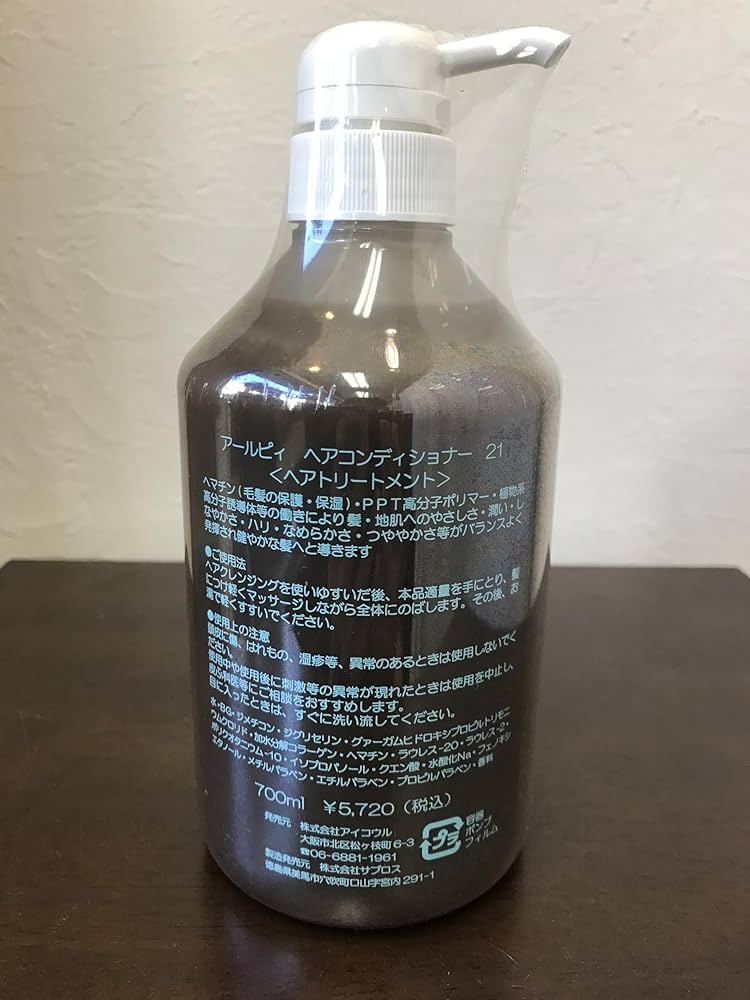 アールピィ ヘアコンディショナー 21
<ヘアトリートメント>
ヘマチン(毛髪の保護・保湿)・PPT高分子ポリマー・植物系
高分子誘導体等の働きにより髪・地肌へのやさしさ・潤い・し
なやかさ・ハリ・なめらかさ・つややかさ等がバランスよく
発揮され健やかな髪へと導きます
●ご使用法
ヘアクレンジングを使いゆすいだ後、本品適量を手にとり、髪
につけ軽くマッサージしながら全体にのばします。その後、お
湯で軽くすすいでください。
●使用上の注意
頭皮に傷、はれもの、湿疹等、異常のあるときは使用しないでく
ださい。
使用中や使用後に刺激等の異常が現れたときは使用を中止し、
皮ふ科医等にご相談をおすすめします。
目に入ったときは、すぐに洗い流してください。
水・BG・ジメチコン・ジグリセリン・グァーガムヒドロキシプロピルトリモニ
ウムクロリド・加水分解コラーゲン・ヘマチン・ラウレス-20・ラウレス-2・
ポリクオタニウム-10・イソプロパノール・クエン酸・水酸化Na・フェノキシ
エタノール・メチルパラベン・エチルパラベン・プロピルパラベン・香料
700ml ¥5,720(税込)
発売元 株式会社アイコウル
大阪市北区松ヶ枝町6-3
☎06-6881-1961
製造発売元 株式会社サプロス
徳島県美馬市穴吹町口山字宮内291-1
プラ
容器
ポンプ
フィルム